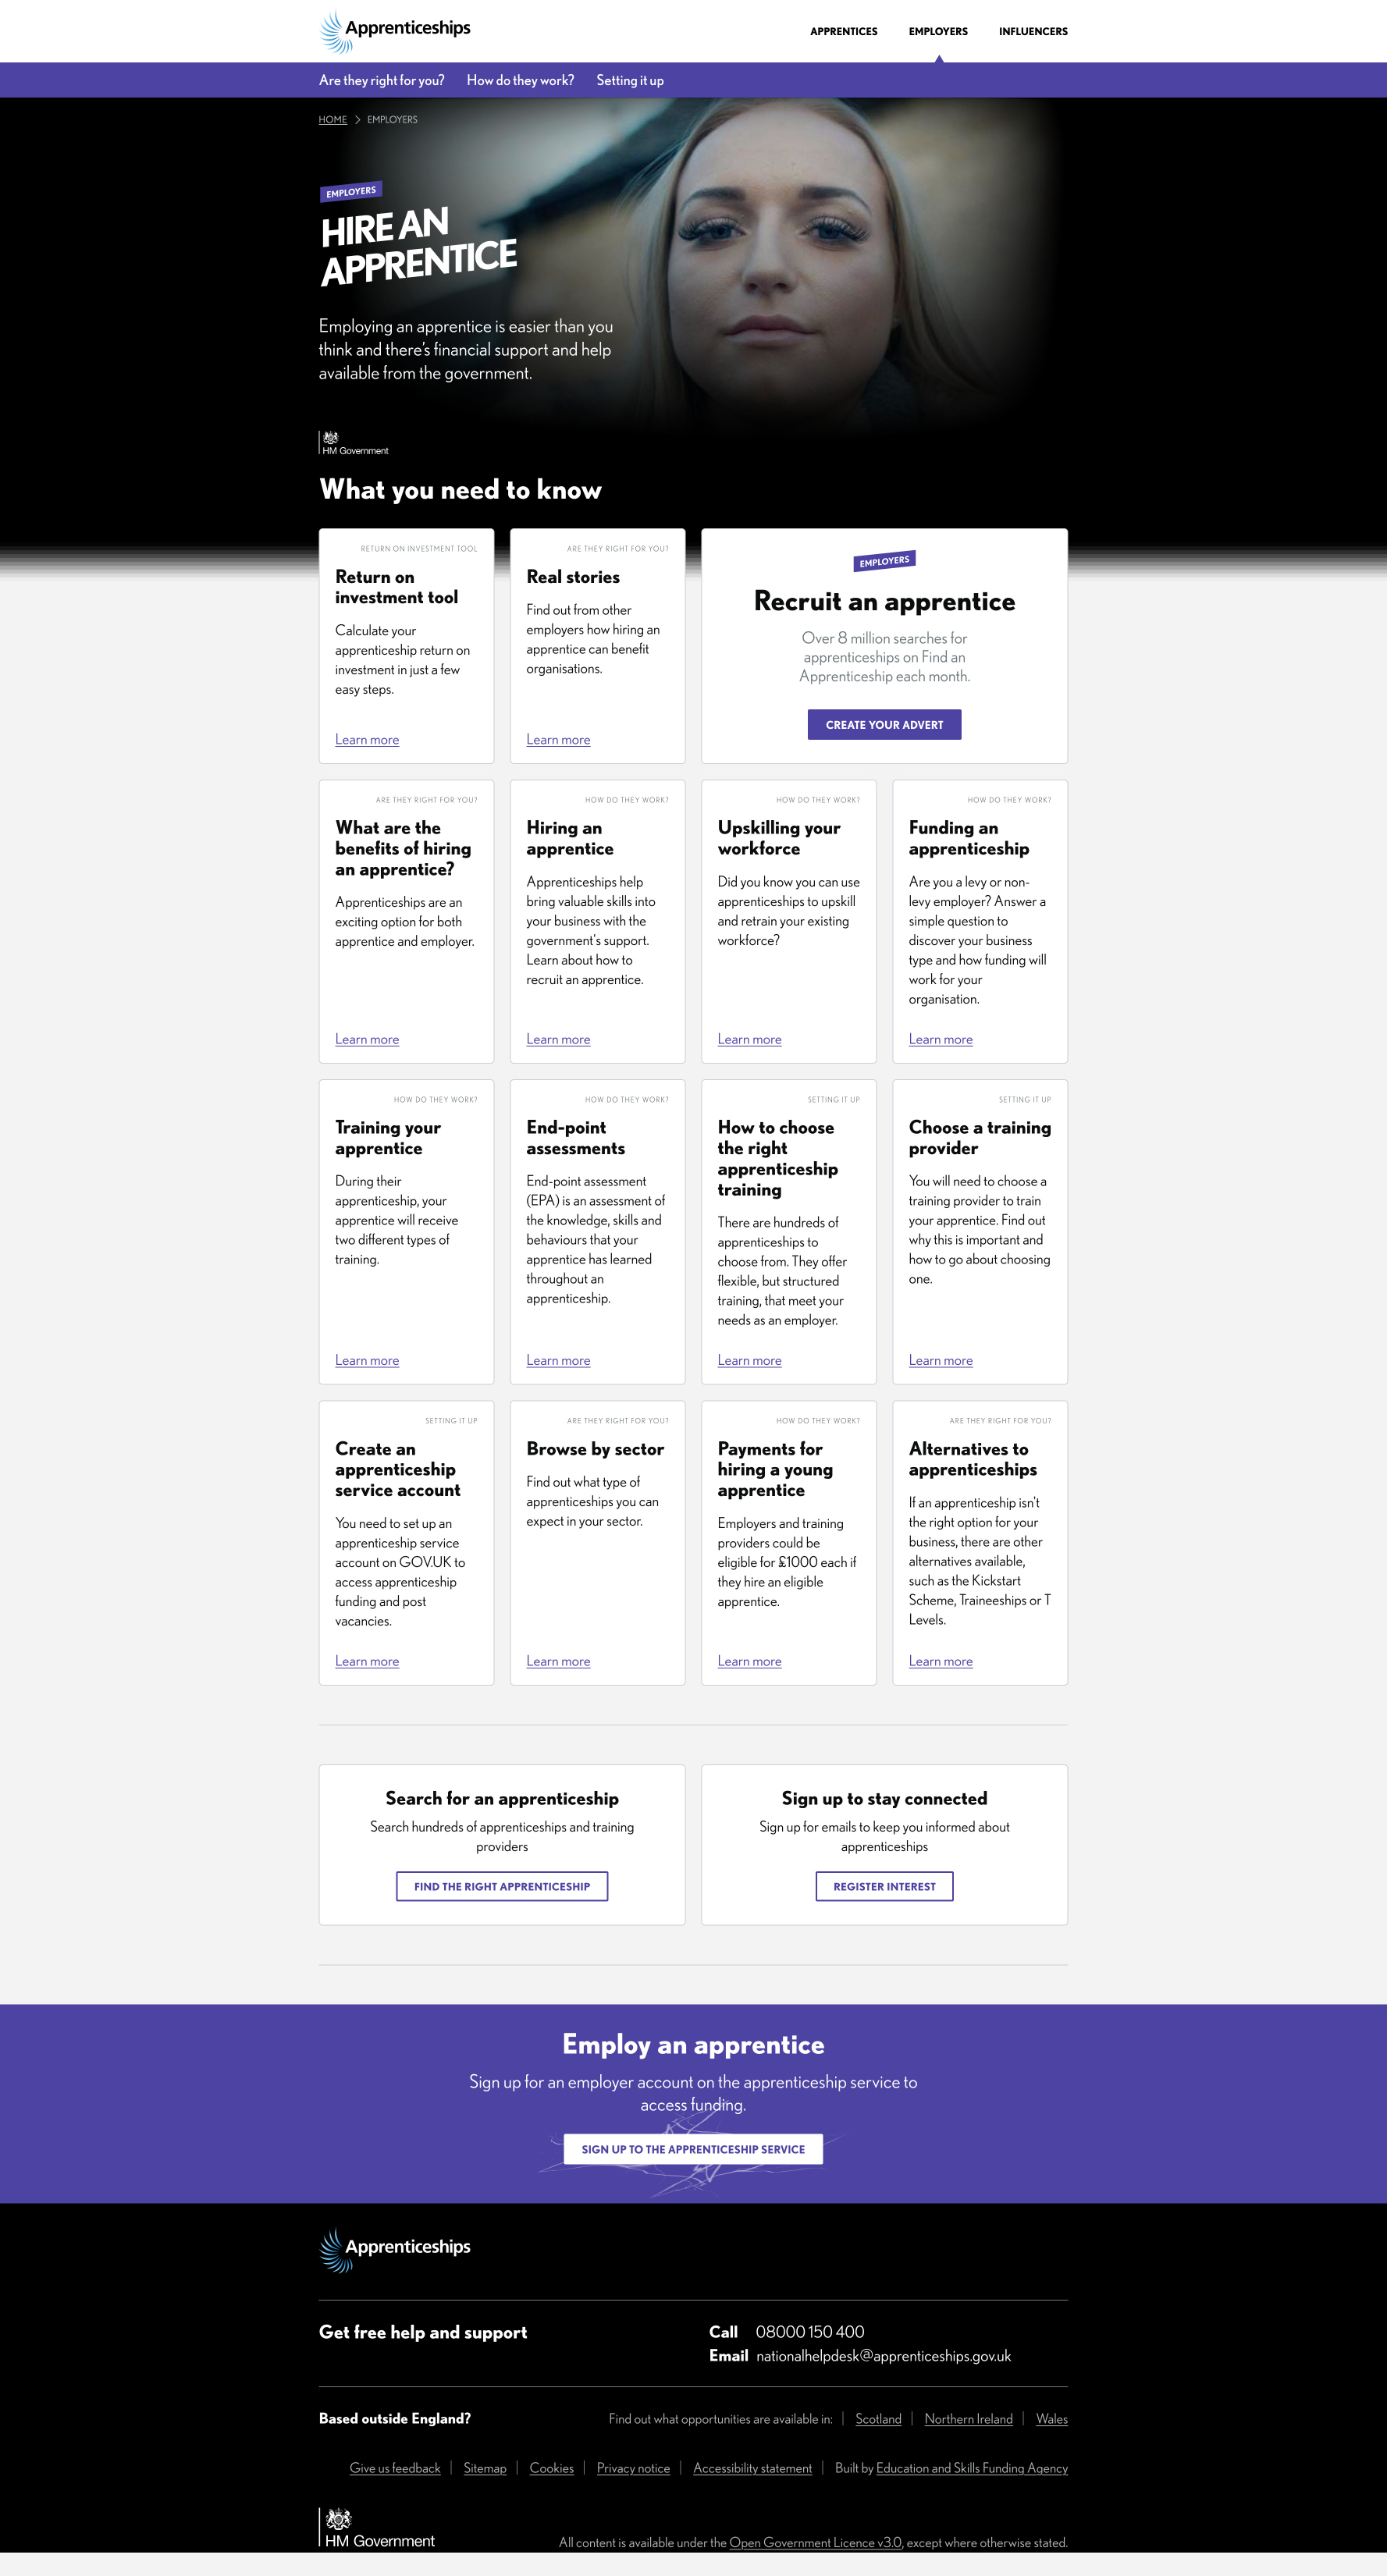 Apprenticeships
APPRENTICES
EMPLOYERS
INFLUENCERS
Are they right for you?
How do they work?
Setting it up
HOME
EMPLOYERS
EMPLOYERS
HIRE AN
APPRENTICE
Employing an apprentice is easier than you
think and there's financial support and help
available from the government.
HM Government
What you need to know
RETURN ON INVESTMENT TOOL
Return on
investment tool
Calculate your
apprenticeship return on
investment in just a few
easy steps.
Learn more
ARE THEY RIGHT FOR YOU?
Real stories
Find out from other
employers how hiring an
apprentice can benefit
organisations.
Learn more
EMPLOYERS
Recruit an apprentice
Over 8 million searches for
apprenticeships on Find an
Apprenticeship each month.
CREATE YOUR ADVERT
ARE THEY RIGHT FOR YOU?
What are the
benefits of hiring
an apprentice?
Apprenticeships are an
exciting option for both
apprentice and employer.
Learn more
HOW DO THEY WORK?
Hiring an
apprentice
Apprenticeships help
bring valuable skills into
your business with the
government's support.
Learn about how to
recruit an apprentice.
Learn more
HOW DO THEY WORK?
Upskilling your
workforce
Did you know you can use
apprenticeships to upskill
and retrain your existing
workforce?
Learn more
HOW DO THEY WORK?
Funding an
apprenticeship
Are you a levy or non-
levy employer? Answer a
simple question to
discover your business
type and how funding will
work for your
organisation.
Learn more
HOW DO THEY WORK?
Training your
apprentice
During their
apprenticeship, your
apprentice will receive
two different types of
training.
Learn more
HOW DO THEY WORK?
End-point
assessments
End-point assessment
(EPA) is an assessment of
the knowledge, skills and
behaviours that your
apprentice has learned
throughout an
apprenticeship.
Learn more
SETTING IT UP
How to choose
the right
apprenticeship
training
There are hundreds of
apprenticeships to
choose from. They offer
flexible, but structured
training, that meet your
needs as an employer.
Learn more
SETTING IT UP
Choose a training
provider
You will need to choose a
training provider to train
your apprentice. Find out
why this is important and
how to go about choosing
one.
Learn more
SETTING IT UP
Create an
apprenticeship
service account
You need to set up an
apprenticeship service
account on GOV.UK to
access apprenticeship
funding and post
vacancies.
Learn more
ARE THEY RIGHT FOR YOU?
Browse by sector
Find out what type of
apprenticeships you can
expect in your sector.
Learn more
HOW DO THEY WORK?
Payments for
hiring a young
apprentice
Employers and training
providers could be
eligible for £1000 each if
they hire an eligible
apprentice.
Learn more
ARE THEY RIGHT FOR YOU?
Alternatives to
apprenticeships
If an apprenticeship isn't
the right option for your
business, there are other
alternatives available,
such as the Kickstart
Scheme, Traineeships or T
Levels.
Learn more
Search for an apprenticeship
Search hundreds of apprenticeships and training
providers
FIND THE RIGHT APPRENTICESHIP
Sign up to stay connected
Sign up for emails to keep you informed about
apprenticeships
REGISTER INTEREST
Employ an apprentice
Sign up for an employer account on the apprenticeship service to
access funding.
SIGN UP TO THE APPRENTICESHIP SERVICE
Apprenticeships
Get free help and support
Call 08000 150 400
Email nationalhelpdesk@apprenticeships.gov.uk
Based outside England?
Find out what opportunities are available in: Scotland Northern Ireland Wales
Give us feedback Sitemap Cookies Privacy notice Accessibility statement Built by Education and Skills Funding Agency
HM Government
All content is available under the Open Government Licence v3.0, except where otherwise stated.